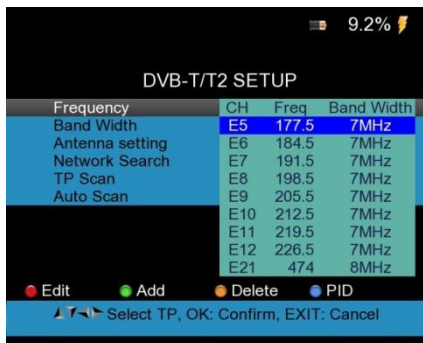 9.2%
DVB-T/T2 SETUP
Frequency CH Freq Band Width
Band Width E5 177.5 7MHz
Antenna setting E6 184.5 7MHz
Network Search E7 191.5 7MHz
TP Scan E8 198.5 7MHz
Auto Scan E9 205.5 7MHz
E10 212.5 7MHz
E11 219.5 7MHz
E12 226.5 7MHz
E21 474 8MHz
Edit Add Delete PID
Select TP, OK: Confirm, EXIT: Cancel